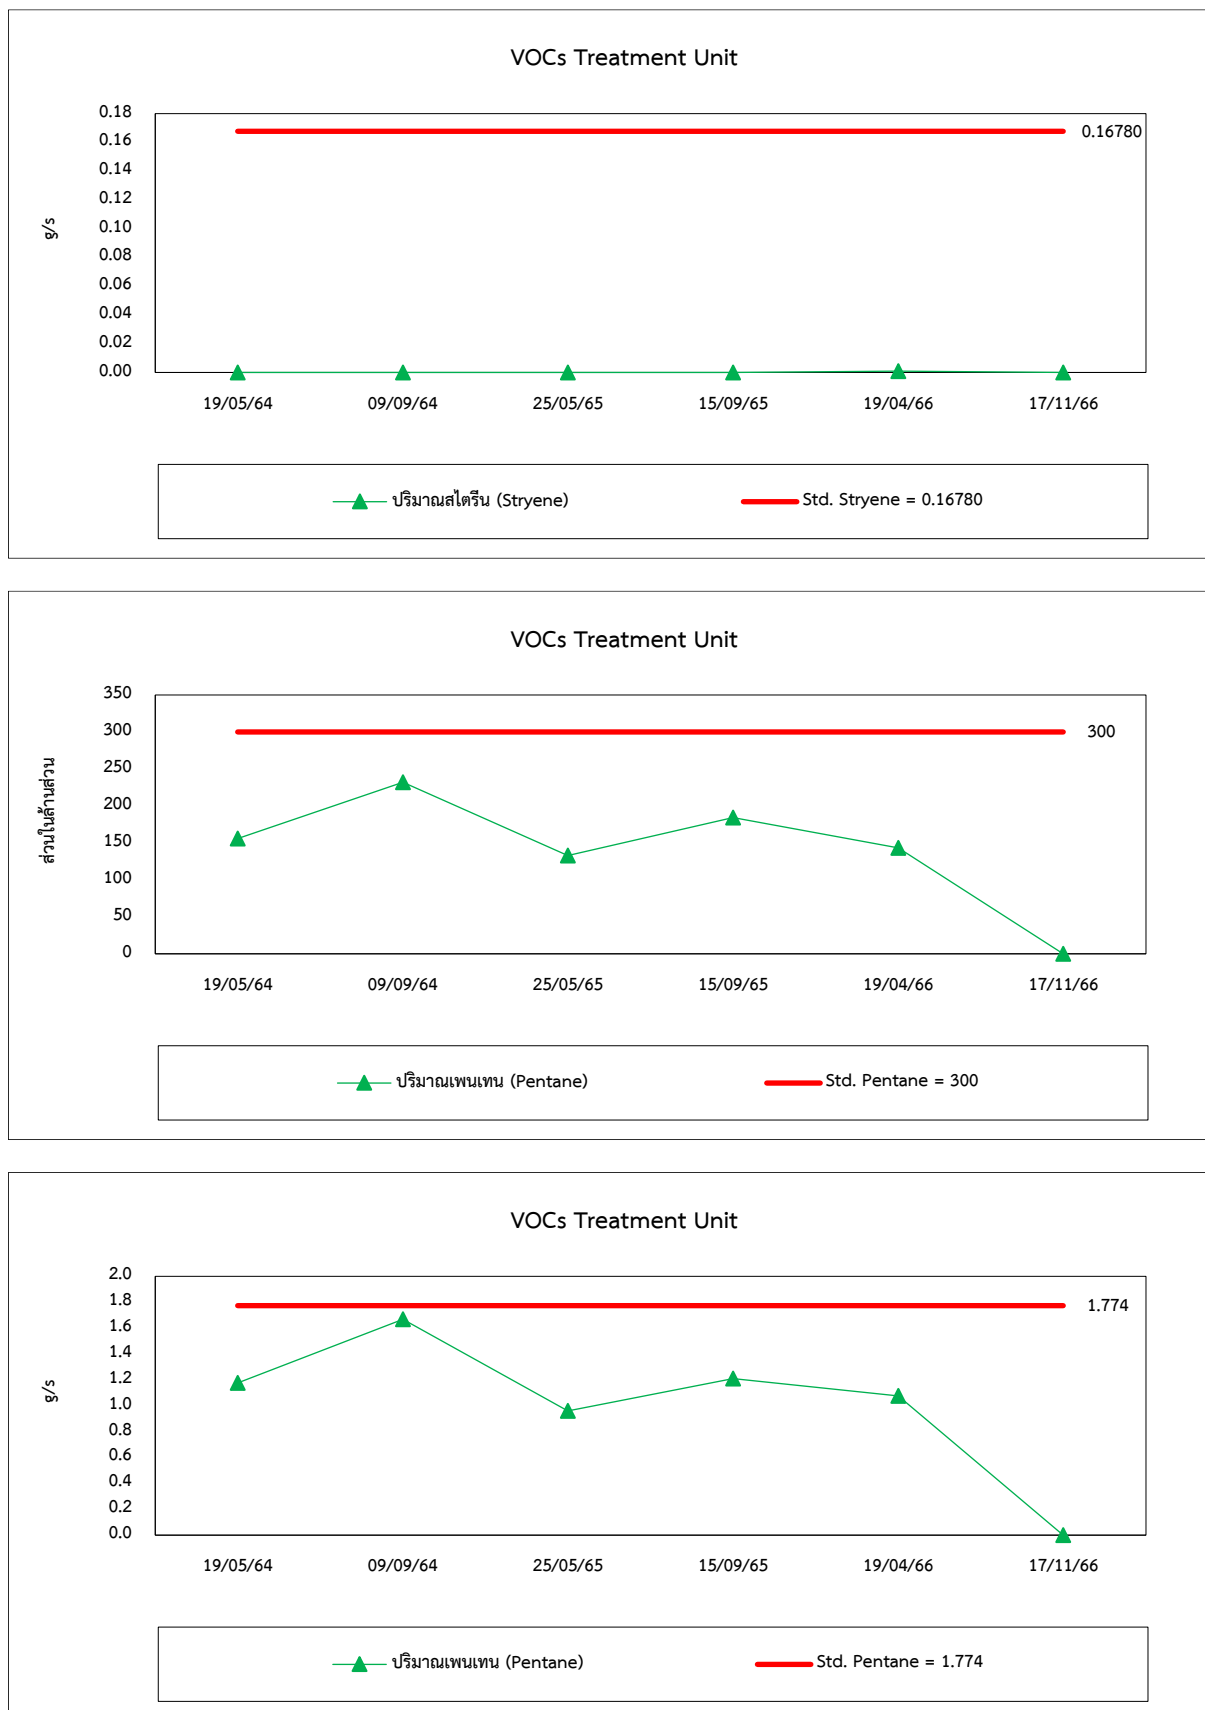 VOCs Treatment Unit
0.18
0.16
0.14
0.12
0.10
0.08
0.06
0.04
0.02
0.00
g/s
0.16780
19/05/64 09/09/64 25/05/65 15/09/65 19/04/66 17/11/66
ปริมาณสไตรีน (Stryene) Std. Stryene = 0.16780
VOCs Treatment Unit
350
300
250
200
150
100
50
0
ส่วนในล้านส่วน
300
19/05/64 09/09/64 25/05/65 15/09/65 19/04/66 17/11/66
ปริมาณเพนเทน (Pentane) Std. Pentane = 300
VOCs Treatment Unit
2.0
1.8
1.6
1.4
1.2
1.0
0.8
0.6
0.4
0.2
0.0
g/s
1.774
19/05/64 09/09/64 25/05/65 15/09/65 19/04/66 17/11/66
ปริมาณเพนเทน (Pentane) Std. Pentane = 1.774